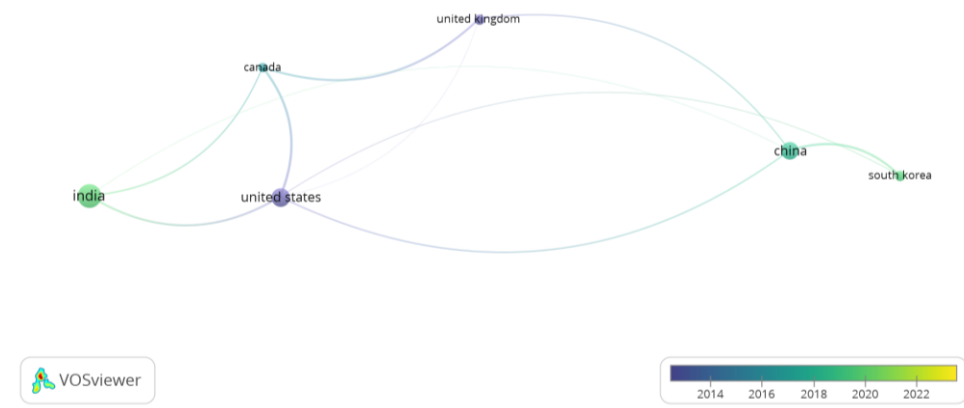 united kingdom
canada
china
south korea
india
united states
VOSviewer
2014 2016 2018 2020 2022